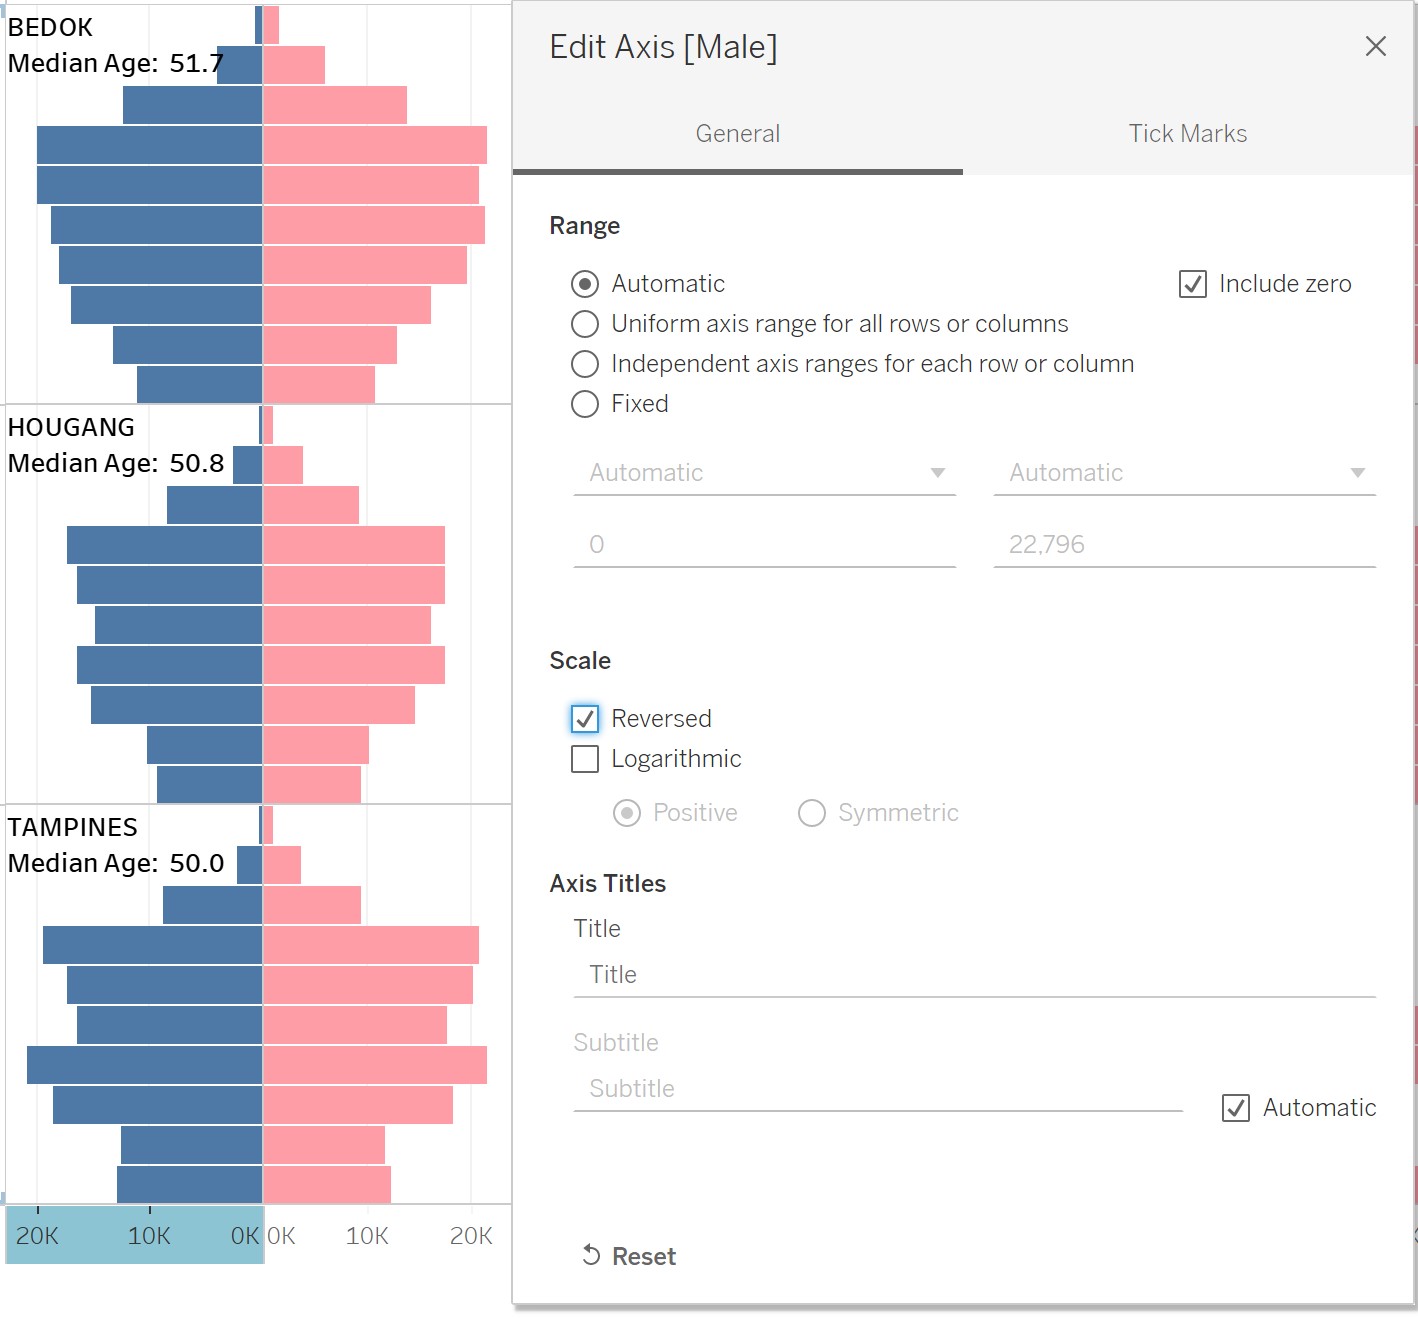 BEDOK
Median Age: 51.7
HOUGANG
Median Age: 50.8
TAMPINES
Median Age: 50.0
20K 10K 0K 0K 10K 20K
Edit Axis [Male]
General Tick Marks
Range
Automatic Include zero
Uniform axis range for all rows or columns
Independent axis ranges for each row or column
Fixed
Automatic Automatic
0 22,796
Scale
Reversed
Logarithmic
Positive Symmetric
Axis Titles
Title
Title
Subtitle
Subtitle
Automatic
Reset